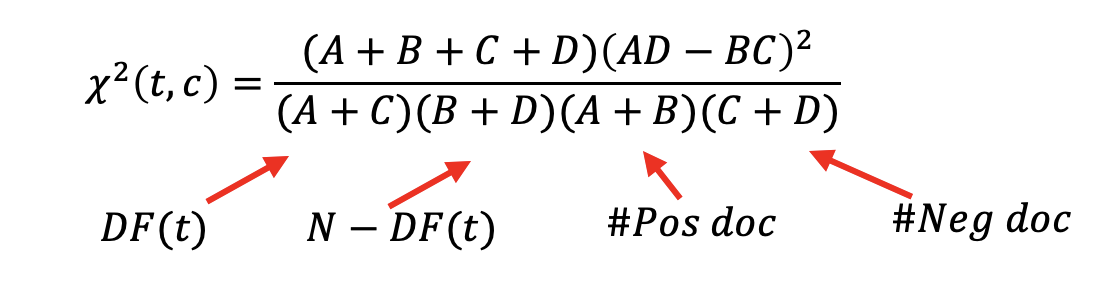 χ²(t, c) = (A + B + C + D)(AD − BC)² / (A + C)(B + D)(A + B)(C + D)
DF(t) N − DF(t) #Pos doc #Neg doc